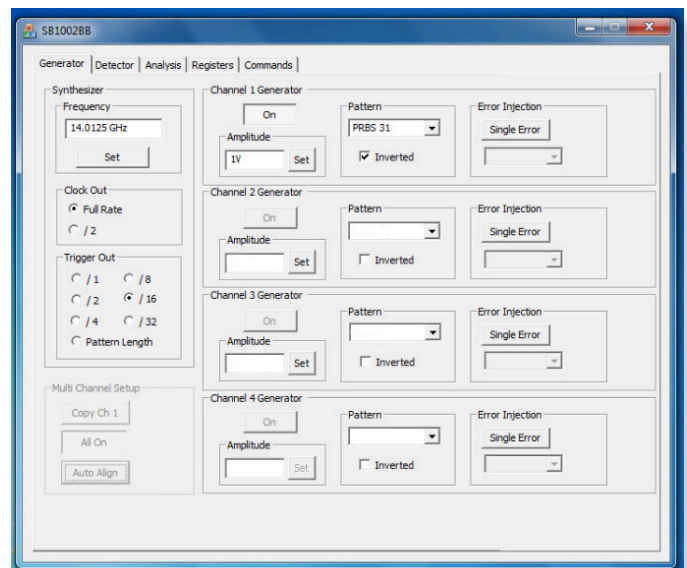 SB1002BB
Generator Detector Analysis Registers Commands
Synthesizer
Frequency
14.0125 GHz
Set
Clock Out
Full Rate
/ 2
Trigger Out
/ 1 / 8
/ 2 / 16
/ 4 / 32
Pattern Length
Multi Channel Setup
Copy Ch 1
All On
Auto Align
Channel 1 Generator
On
Amplitude
1V Set
Pattern
PRBS 31
Inverted
Error Injection
Single Error
Channel 2 Generator
On
Amplitude
Set
Pattern
Inverted
Error Injection
Single Error
Channel 3 Generator
On
Amplitude
Set
Pattern
Inverted
Error Injection
Single Error
Channel 4 Generator
On
Amplitude
Set
Pattern
Inverted
Error Injection
Single Error